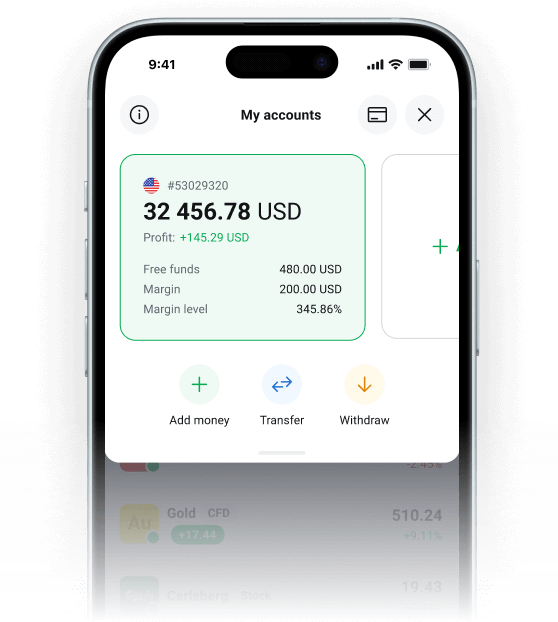 9:41
My accounts
#53029320
32 456.78 USD
Profit: +145.29 USD
Free funds 480.00 USD
Margin 200.00 USD
Margin level 345.86%
Add money Transfer Withdraw
-2.45%
Gold CFD 510.24
Au +17.44 +9.11%
Carlsberg Stock 19.43